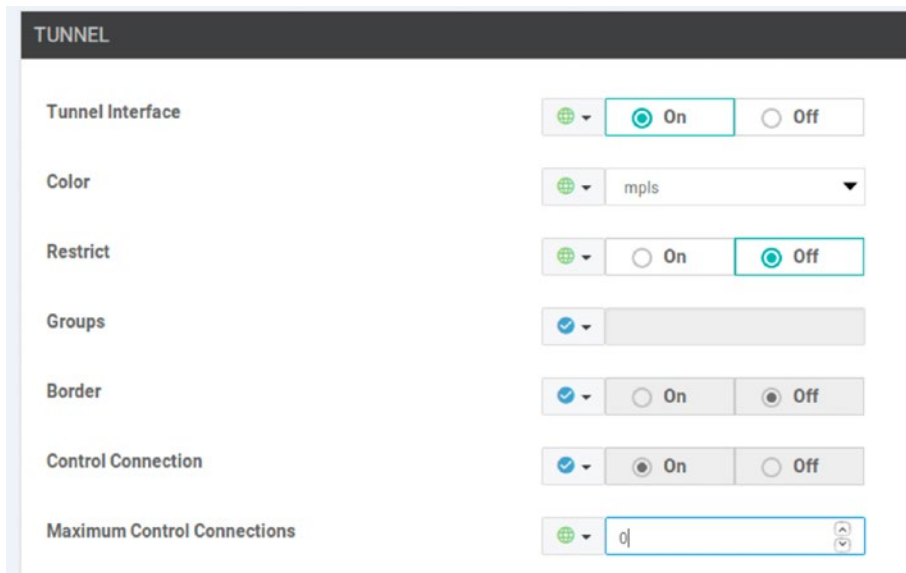 TUNNEL
Tunnel Interface On Off
Color mpls
Restrict On Off
Groups
Border On Off
Control Connection On Off
Maximum Control Connections 0